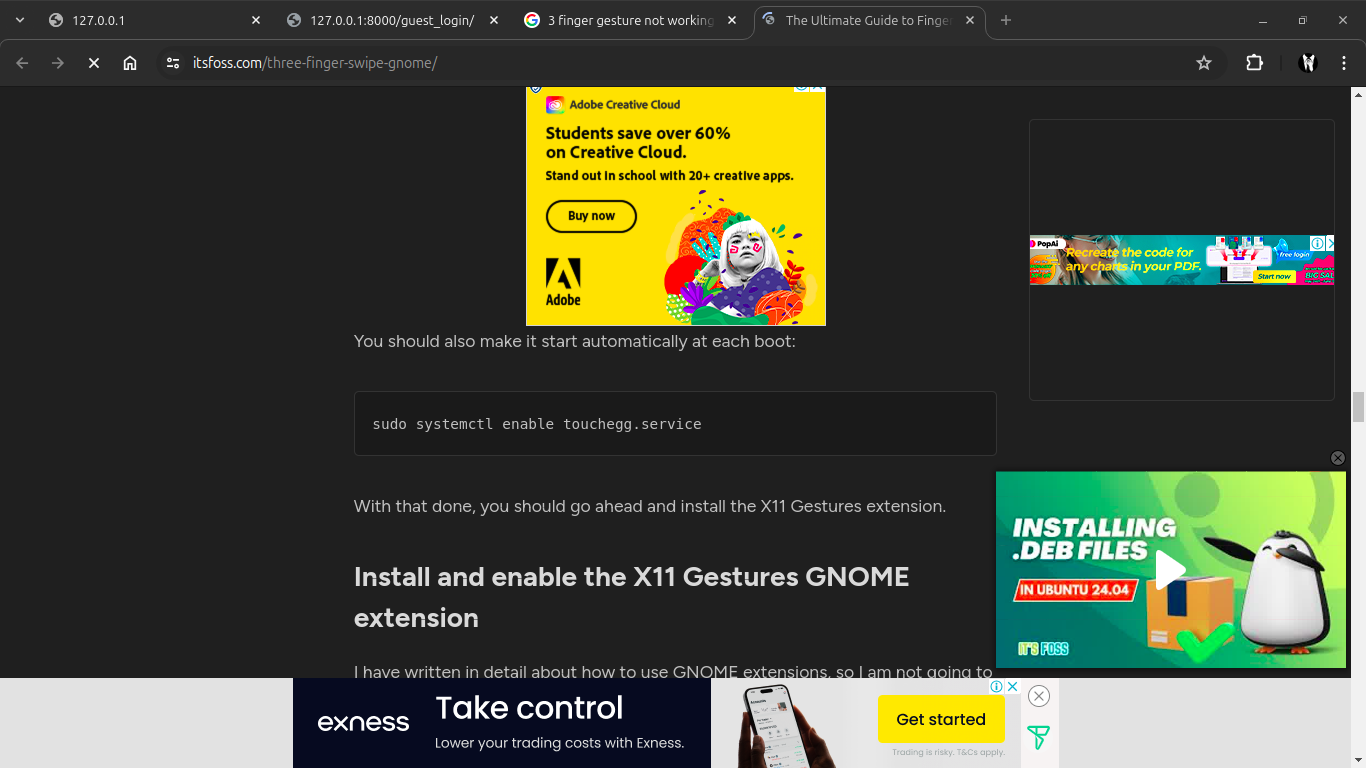 127.0.0.1
127.0.0.1:8000/guest_login/
3 finger gesture not working
The Ultimate Guide to Finge
itsfoss.com/three-finger-swipe-gnome/
Adobe Creative Cloud
Students save over 60%
on Creative Cloud.
Stand out in school with 20+ creative apps.
Buy now
Adobe
PopAi
Recreate the code for
any charts in your PDF.
free login
Start now
BIG SAL
You should also make it start automatically at each boot:
sudo systemctl enable touchegg.service
With that done, you should go ahead and install the X11 Gestures extension.
Install and enable the X11 Gestures GNOME
extension
I have written in detail about how to use GNOME extensions, so I am not going to
INSTALLING
.DEB FILES
IN UBUNTU 24.04
IT'S FOSS
exness
Take control
Lower your trading costs with Exness.
Get started
Trading is risky. T&Cs apply.